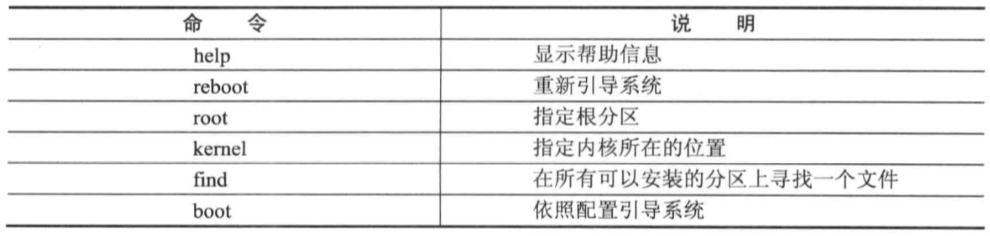 命 令 说 明
help 显示帮助信息
reboot 重新引导系统
root 指定根分区
kernel 指定内核所在的位置
find 在所有可以安装的分区上寻找一个文件
boot 依照配置引导系统